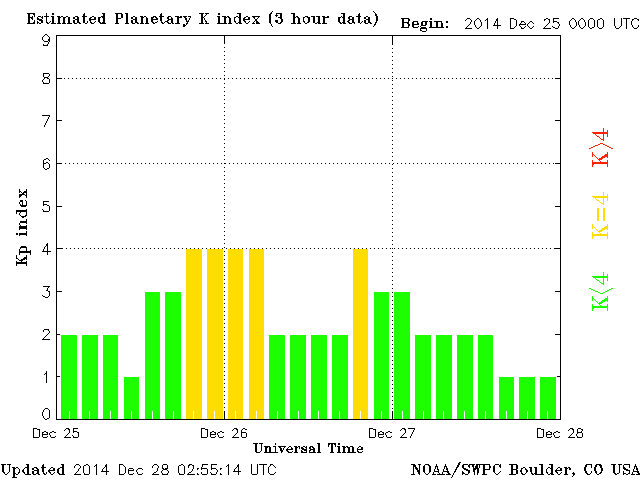 Estimated Planetary K index (3 hour data) Begin: 2014 Dec 25 0000 UTC
9
8
7
6
5
4
3
2
1
0
Kp index
K>4
K=4
K<4
Dec 25 Dec 26 Dec 27 Dec 28
Universal Time
Updated 2014 Dec 28 02:55:14 UTC NOAA/SWPC Boulder, CO USA